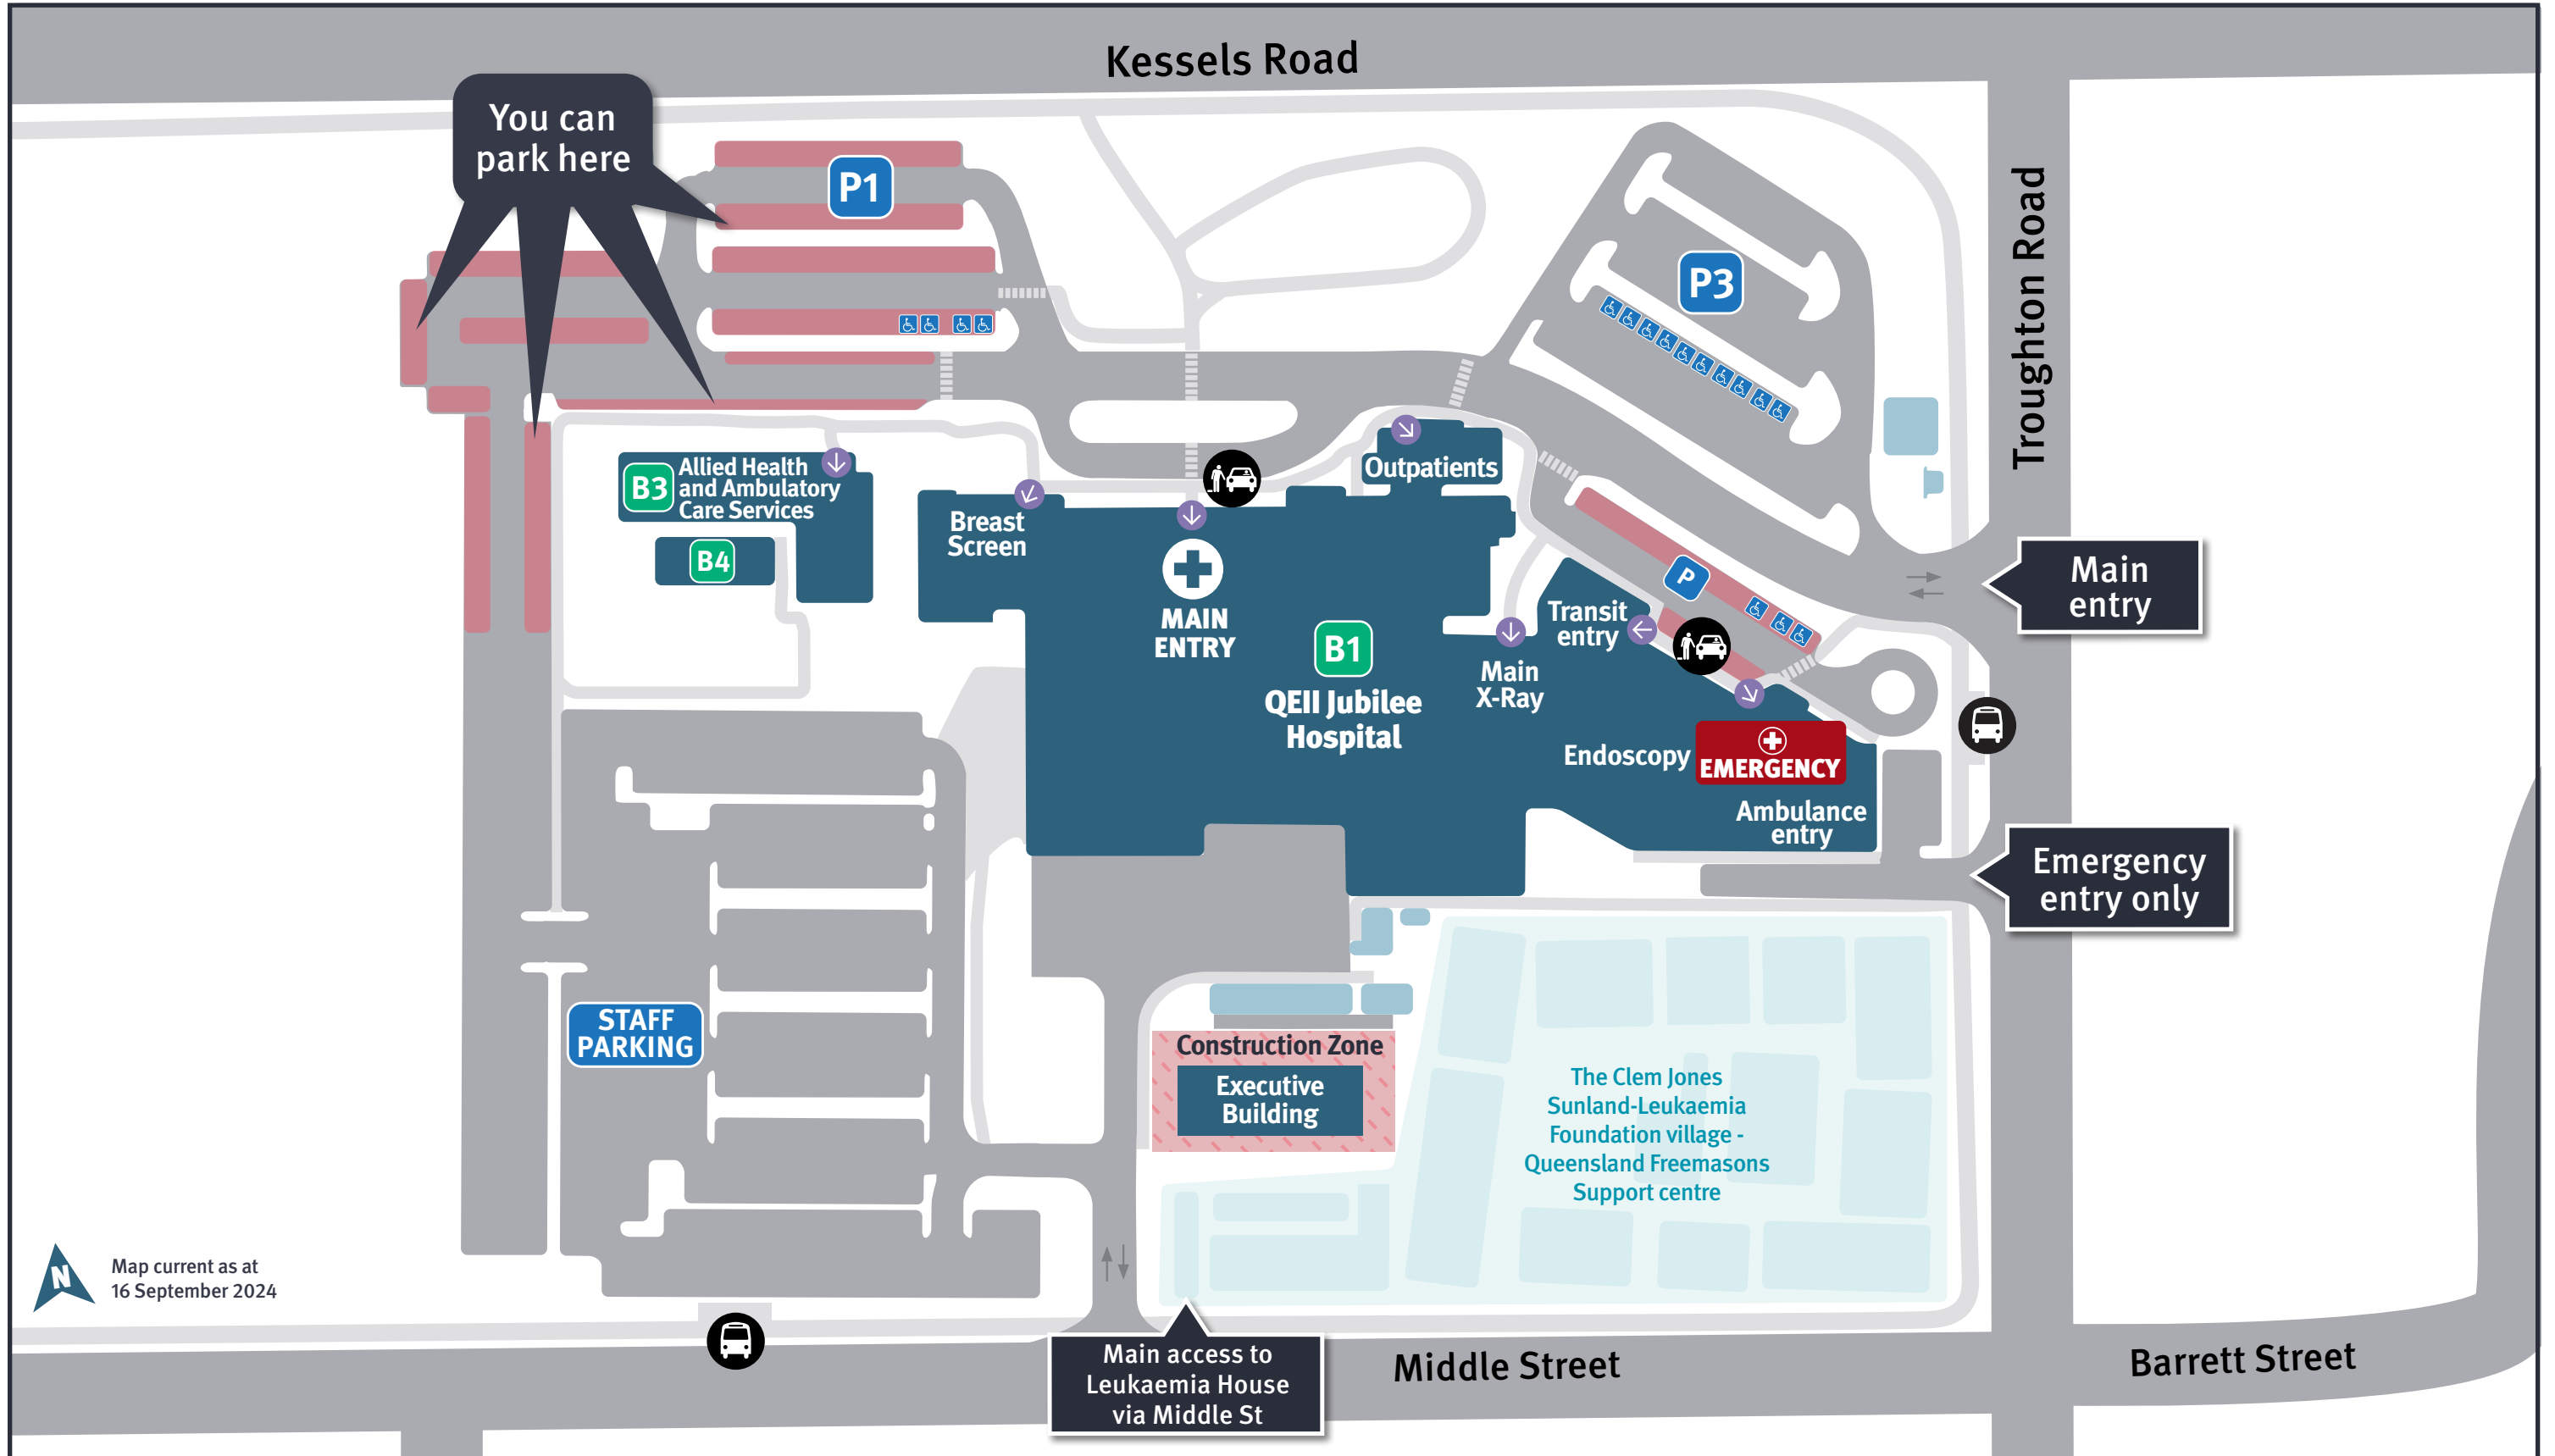 Kessels Road
You can
park here
P1
P3
Troughton Road
B3
Allied Health
and Ambulatory
Care Services
B4
Breast
Screen
Outpatients
MAIN
ENTRY
B1
QEII Jubilee
Hospital
Main
X-Ray
Transit
entry
P
Main
entry
Endoscopy
EMERGENCY
Ambulance
entry
Emergency
entry only
STAFF
PARKING
Construction Zone
Executive
Building
The Clem Jones
Sunland-Leukaemia
Foundation village -
Queensland Freemasons
Support centre
N
Map current as at
16 September 2024
Main access to
Leukaemia House
via Middle St
Middle Street
Barrett Street